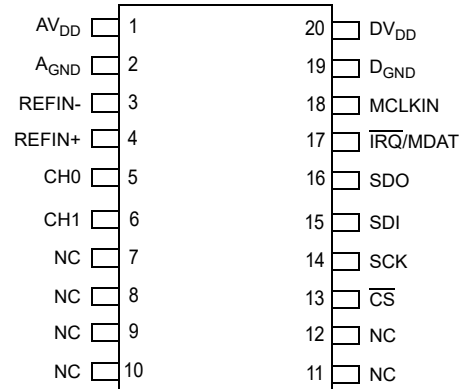 AVDD 1 20 DVDD
AGND 2 19 DGND
REFIN- 3 18 MCLKIN
REFIN+ 4 17 I̅R̅Q̅/MDAT
CH0 5 16 SDO
CH1 6 15 SDI
NC 7 14 SCK
NC 8 13 C̅S̅
NC 9 12 NC
NC 10 11 NC